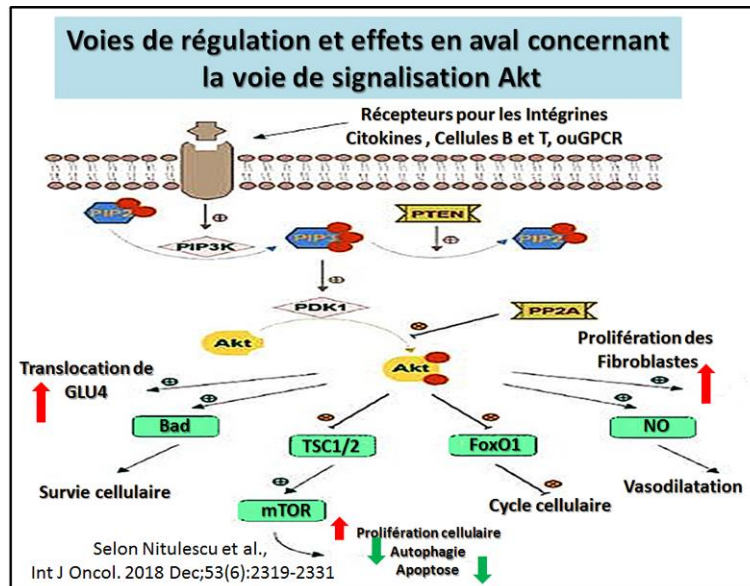 Voies de régulation et effets en aval concernant
la voie de signalisation Akt
Récepteurs pour les Intégrines
Citokines , Cellules B et T, ouGPCR
PIP2
PIP3K
PIP3
PTEN
PIP2
PDK1
PP2A
Akt
Akt
Translocation de
GLU4
Prolifération des
Fibroblastes
Bad
TSC1/2
FoxO1
NO
Survie cellulaire
mTOR
Cycle cellulaire
Vasodilatation
Prolifération cellulaire
Autophagie
Apoptose
Selon Nitulescu et al.,
Int J Oncol. 2018 Dec;53(6):2319-2331